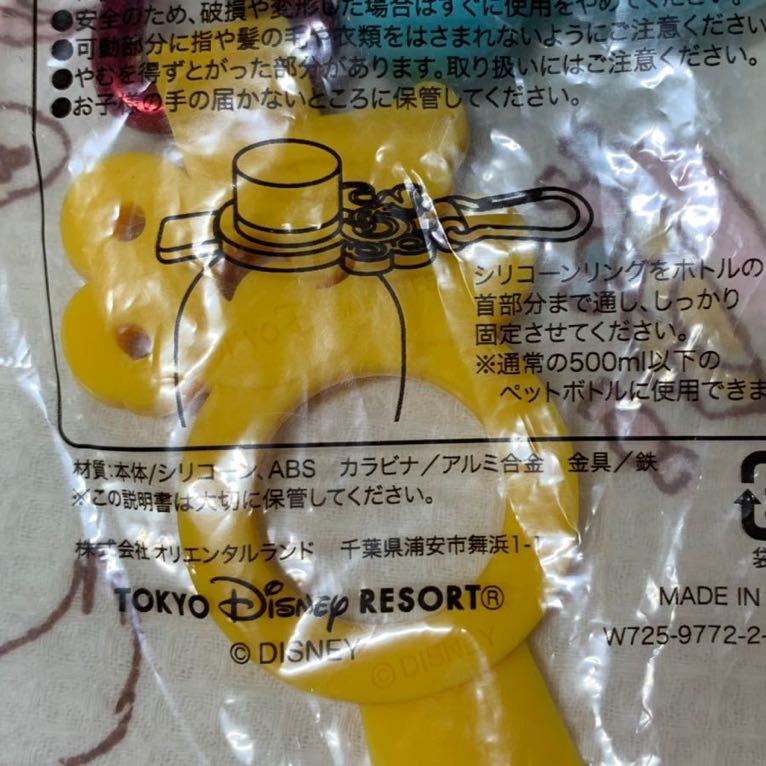 ●安全のため、破損や変形した場合はすぐに使用をやめてください。
●可動部分に指や髪の毛や衣類をはさまれないようにご注意ください
●やむを得ずとがった部分があります。取り扱いにはご注意ください。
●お子様の手の届かないところに保管してください。
シリコーンリングをボトルの
首部分まで通し、しっかり
固定させてください。
※通常の500ml以下の
ペットボトルに使用できま
材質:本体/シリコーン、ABS カラビナ/アルミ合金 金具/鉄
※この説明書は大切に保管してください。
袋
株式会社 オリエンタルランド 千葉県浦安市舞浜1-1
TOKYO Disney RESORT®
MADE IN
W725-9772-2-
© DISNEY
© DISNEY